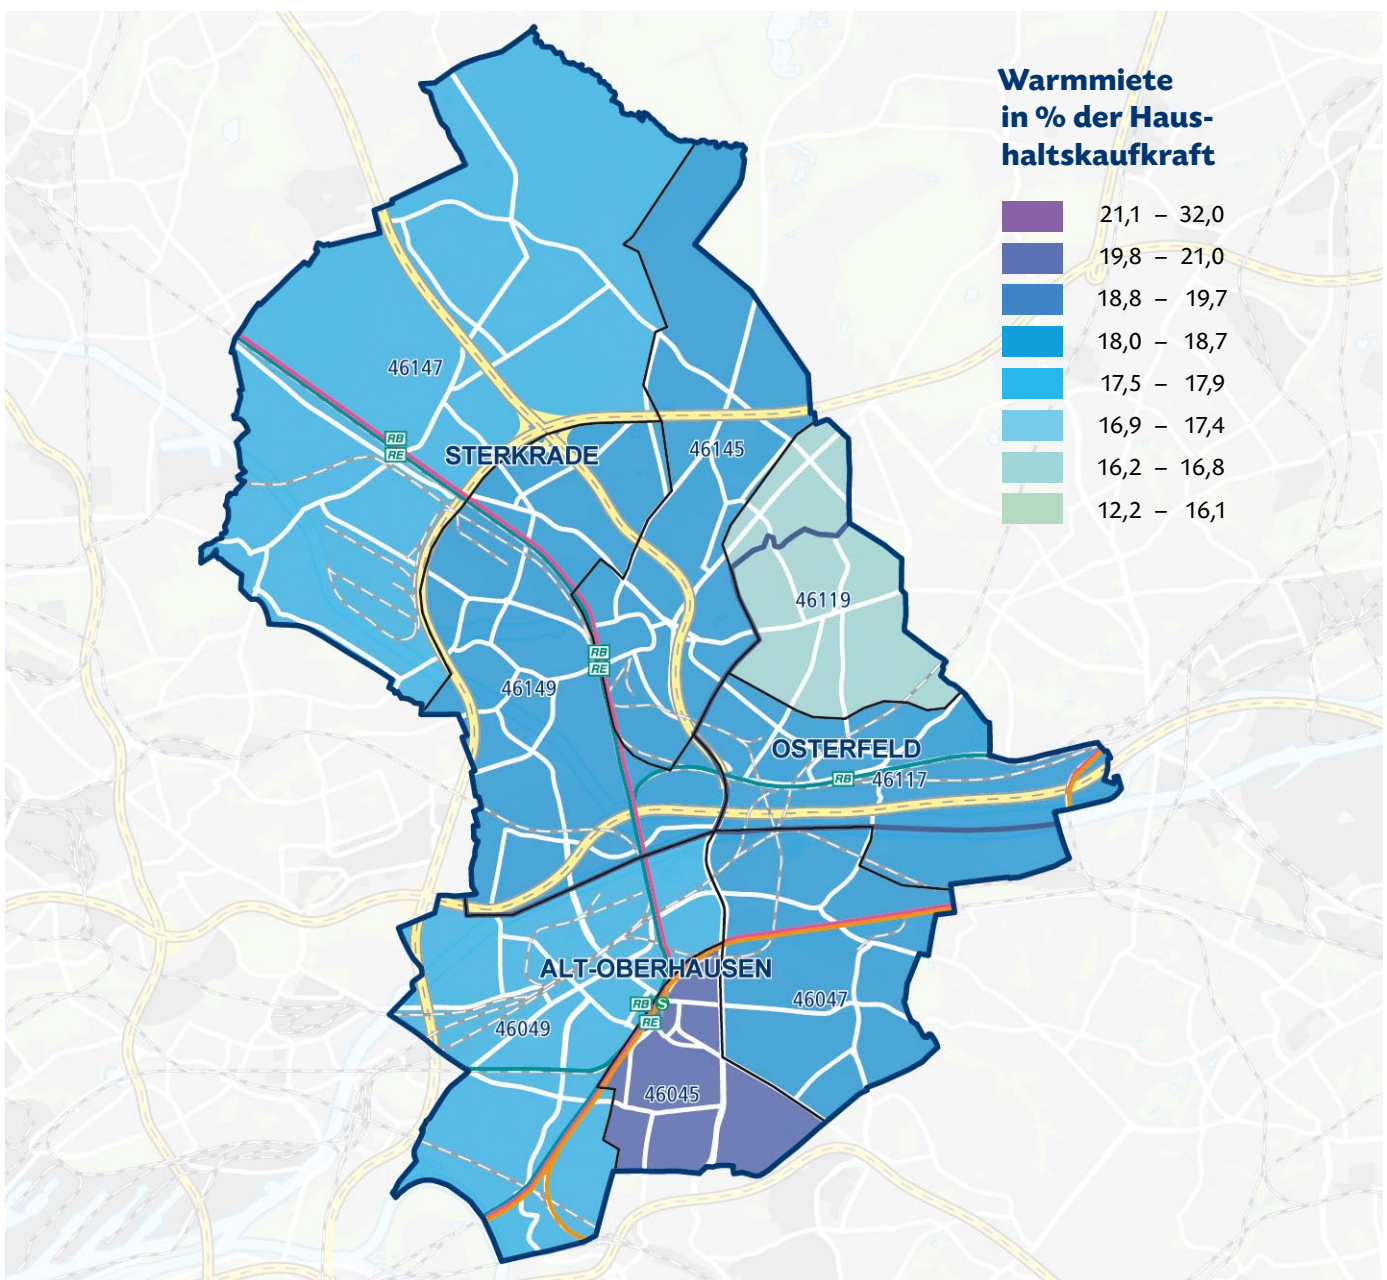 Warmmiete
in % der Haus-
haltskaufkraft
21,1 – 32,0
19,8 – 21,0
18,8 – 19,7
18,0 – 18,7
17,5 – 17,9
16,9 – 17,4
16,2 – 16,8
12,2 – 16,1
46147
RB
RE
STERKRADE
46145
46119
RB
RE
46149
OSTERFELD
RB
46117
ALT-OBERHAUSEN
RB S
RE
46047
46049
46045